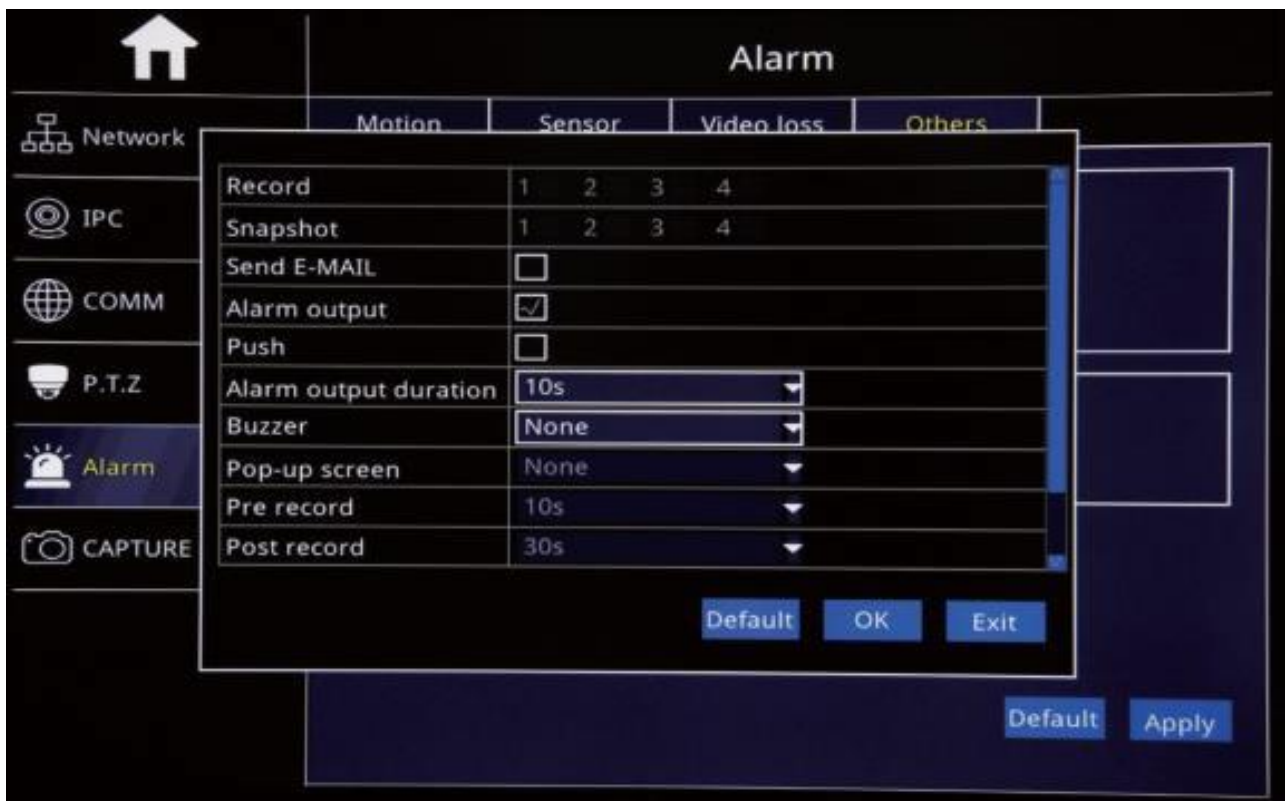 Alarm
Network
IPC
COMM
P.T.Z
Alarm
CAPTURE
Motion Sensor Video loss Others
Record 1 2 3 4
Snapshot 1 2 3 4
Send E-MAIL
Alarm output
Push
Alarm output duration 10s
Buzzer None
Pop-up screen None
Pre record 10s
Post record 30s
Default OK Exit
Default Apply